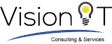 Vision IT
Consulting & Services